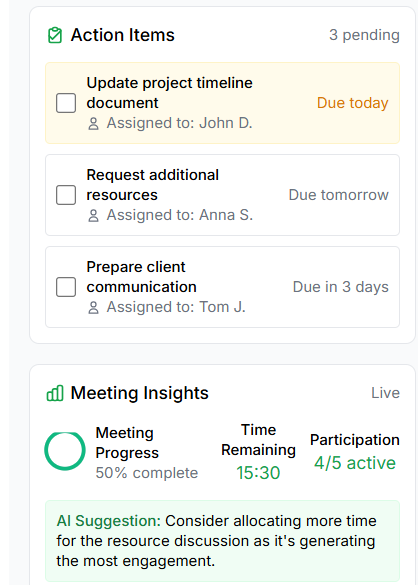 Action Items
3 pending
Update project timeline
document
Due today
Assigned to: John D.
Request additional
resources
Due tomorrow
Assigned to: Anna S.
Prepare client
communication
Due in 3 days
Assigned to: Tom J.
Meeting Insights
Live
Meeting
Progress
50% complete
Time
Remaining
15:30
Participation
4/5 active
AI Suggestion: Consider allocating more time
for the resource discussion as it's generating
the most engagement.